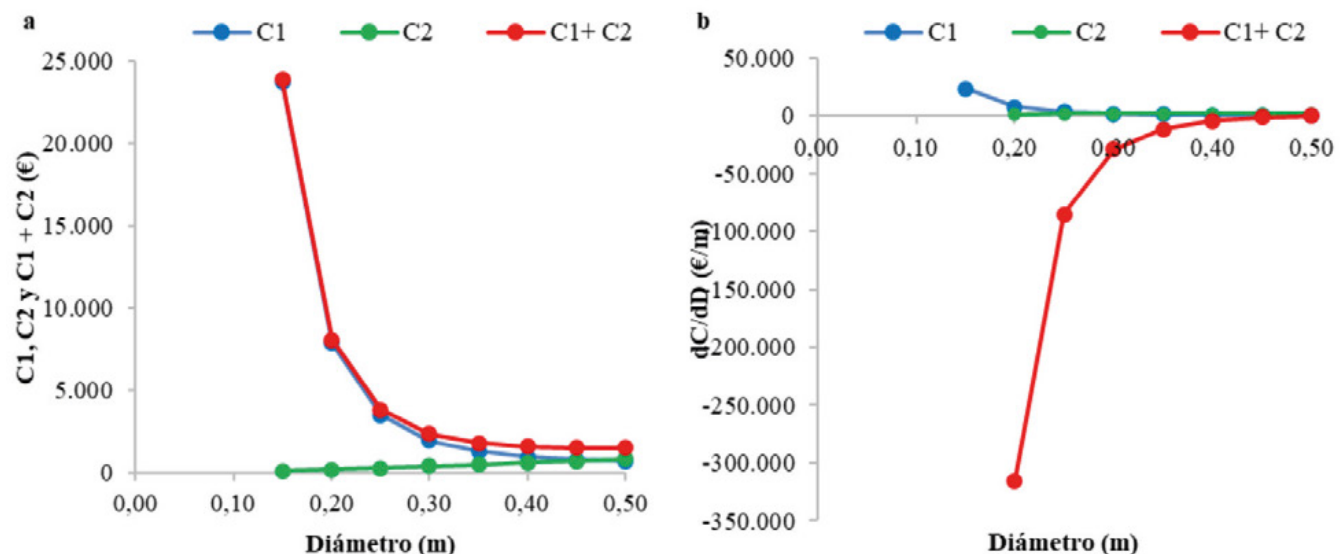 a
C1 C2 C1+ C2
25.000
20.000
15.000
10.000
5.000
0
0,00 0,10 0,20 0,30 0,40 0,50
C1, C2 y C1 + C2 (€)
Diámetro (m)
b
C1 C2 C1+ C2
50.000
0
-50.000
-100.000
-150.000
-200.000
-250.000
-300.000
-350.000
0,00 0,10 0,20 0,30 0,40 0,50
dC/dD (€/m)
Diámetro (m)